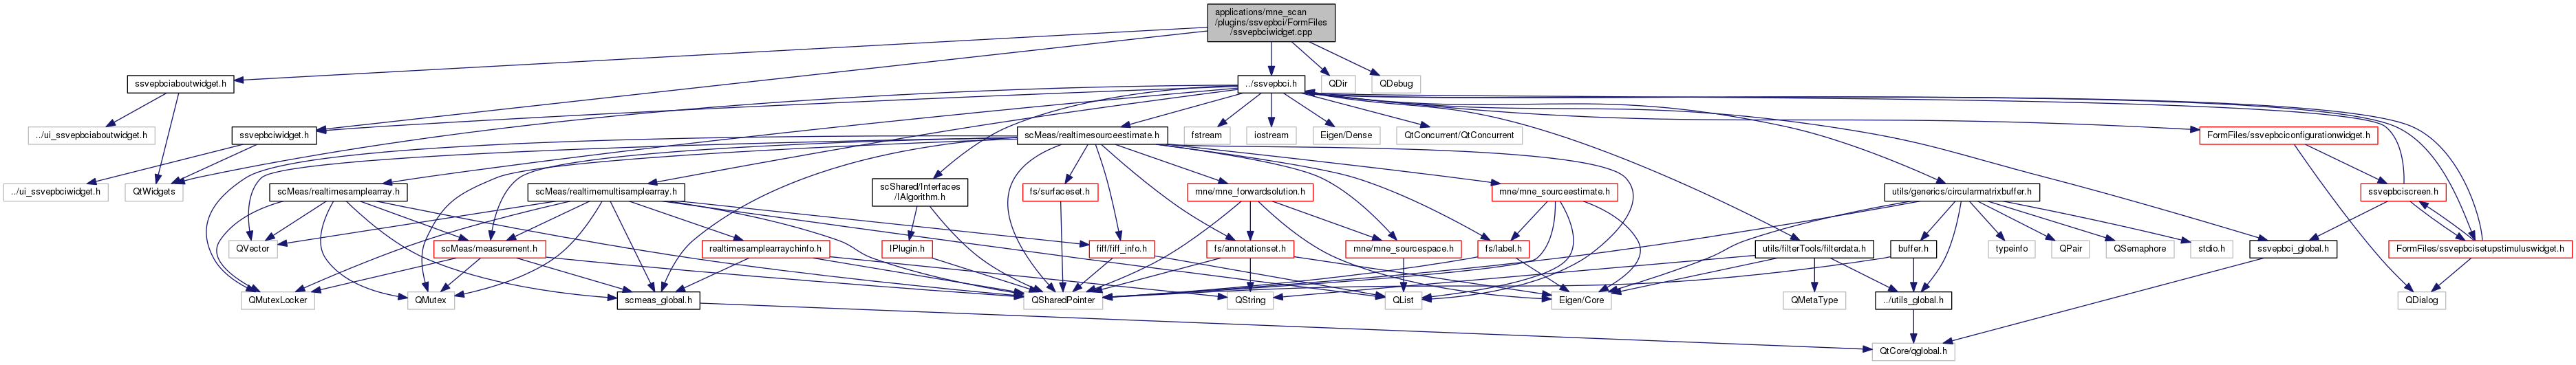 applications/mne_scan
/plugins/ssvepbci/FormFiles
/ssvepbciwidget.cpp
ssvepbciaboutwidget.h
../ssvepbci.h
QDir
QDebug
../ui_ssvepbciaboutwidget.h
ssvepbciwidget.h
scMeas/realtimesourceestimate.h
fstream
iostream
Eigen/Dense
QtConcurrent/QtConcurrent
FormFiles/ssvepbciconfigurationwidget.h
../ui_ssvepbciwidget.h
QtWidgets
scMeas/realtimesamplearray.h
scMeas/realtimemultisamplearray.h
scShared/Interfaces
/IAlgorithm.h
fs/surfaceset.h
mne/mne_forwardsolution.h
mne/mne_sourceestimate.h
utils/generics/circularmatrixbuffer.h
ssvepbciscreen.h
QVector
scMeas/measurement.h
realtimesamplearraychinfo.h
IPlugin.h
fiff/fiff_info.h
fs/annotationset.h
mne/mne_sourcespace.h
fs/label.h
utils/filterTools/filterdata.h
buffer.h
typeinfo
QPair
QSemaphore
stdio.h
ssvepbci_global.h
FormFiles/ssvepbcisetupstimuluswidget.h
QMutexLocker
QMutex
scmeas_global.h
QSharedPointer
QString
QList
Eigen/Core
QMetaType
../utils_global.h
QDialog
QtCore/qglobal.h